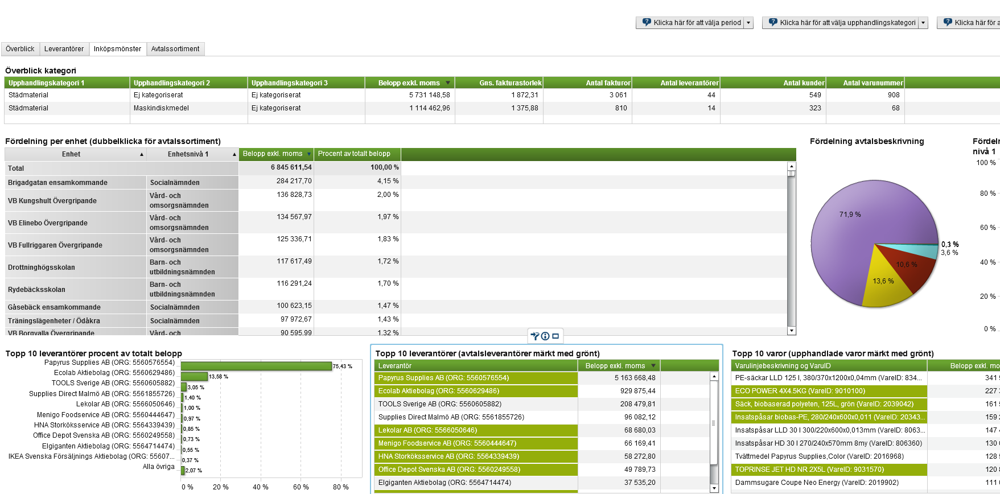 Klicka här för att välja period
Klicka här för att välja upphandlingskategori
Klicka här för a
Överblick
Leverantörer
Inköpsmönster
Avtalssortiment
Överblick kategori
Upphandlingskategori 1 Upphandlingskategori 2 Upphandlingskategori 3 Belopp exkl. moms Gns. fakturastorlek Antal fakturor Antal leverantörer Antal kunder Antal varunummer
Städmaterial Ej kategoriserat Ej kategoriserat 5 731 148,58 1 872,31 3 061 44 549 908
Städmaterial Maskindiskmedel Ej kategoriserat 1 114 462,96 1 375,88 810 14 323 68
Fördelning per enhet (dubbelklicka för avtalssortiment)
Enhet Enhetsnivå 1 Belopp exkl. moms Procent av totalt belopp
Total 6 845 611,54 100,00 %
Brigadgatan ensamkommande Socialnämnden 284 217,70 4,15 %
VB Kungshult Övergripande Vård- och omsorgsnämnden 136 828,73 2,00 %
VB Elinebo Övergripande Vård- och omsorgsnämnden 134 567,97 1,97 %
VB Fullriggaren Övergripande Vård- och omsorgsnämnden 125 336,71 1,83 %
Drottninghögsskolan Barn- och utbildningsnämnden 117 617,49 1,72 %
Rydebäcksskolan Barn- och utbildningsnämnden 116 291,24 1,70 %
Gåsebäck ensamkommande Socialnämnden 100 623,15 1,47 %
Träningslägenheter / Ödåkra Socialnämnden 97 972,67 1,43 %
VB Borgvalla Övergripande Vård- och 90 595,99 1,32 %
Fördelning avtalsbeskrivning
71,9 %
0,3 %
3,6 %
10,6 %
13,6 %
Fördeln
nivå 1
100 %
80 %
60 %
40 %
20 %
0 %
Topp 10 leverantörer procent av totalt belopp
Papyrus Supplies AB (ORG: 5560576554) 75,43 %
Ecolab Aktiebolag (ORG: 5560629486) 13,58 %
TOOLS Sverige AB (ORG: 5560605882) 3,05 %
Supplies Direct Malmö AB (ORG: 5561855726) 1,40 %
Lekolar AB (ORG: 5566050646) 1,00 %
Menigo Foodservice AB (ORG: 5560444647) 0,97 %
HNA Storköksservice AB (ORG: 5564339439) 0,85 %
Office Depot Svenska AB (ORG: 5560249558) 0,73 %
Elgiganten Aktiebolag (ORG: 5564714474) 0,55 %
IKEA Svenska Försäljnings Aktiebolag (ORG: 55607... 0,37 %
Alla övriga 2,07 %
0 % 20 % 40 % 60 % 80 %
Topp 10 leverantörer (avtalsleverantörer märkt med grönt)
Leverantör Belopp exkl. moms
Papyrus Supplies AB (ORG: 5560576554) 5 163 668,48
Ecolab Aktiebolag (ORG: 5560629486) 929 875,44
TOOLS Sverige AB (ORG: 5560605882) 208 479,81
Supplies Direct Malmö AB (ORG: 5561855726) 96 082,12
Lekolar AB (ORG: 5566050646) 68 680,03
Menigo Foodservice AB (ORG: 5560444647) 66 169,41
HNA Storköksservice AB (ORG: 5564339439) 58 272,80
Office Depot Svenska AB (ORG: 5560249558) 49 789,73
Elgiganten Aktiebolag (ORG: 5564714474) 37 535,20
Topp 10 varor (upphandlade varor märkt med grönt)
Varulinjebeskrivning og VaruID Belopp exkl. mo
PE-säckar LLD 125 l, 380/370x1200x0,04mm (VareID: 834... 341
ECO POWER 4X4.5KG (VareID: 9010100) 227
Säck, biobaserad polyeten, 125L, grön (VareID: 2039042) 161
Insatspåsar biobas-PE, 280/240x600x0,011 (VareID: 20343... 159
Insatspåsar LLD 30 l 300/220x600x0,013mm (VareID: 8063... 147
Insatspåsar HD 30 l 270/240x570mm 8my (VareID: 806360) 130
Tvättmedel Papyrus Supplies,Color (VareID: 2016968) 128
TOPRINSE JET HD NR 2X5L (VareID: 9031570) 120
Dammsugare Coupe Neo Energy (VareID: 2019902) 111